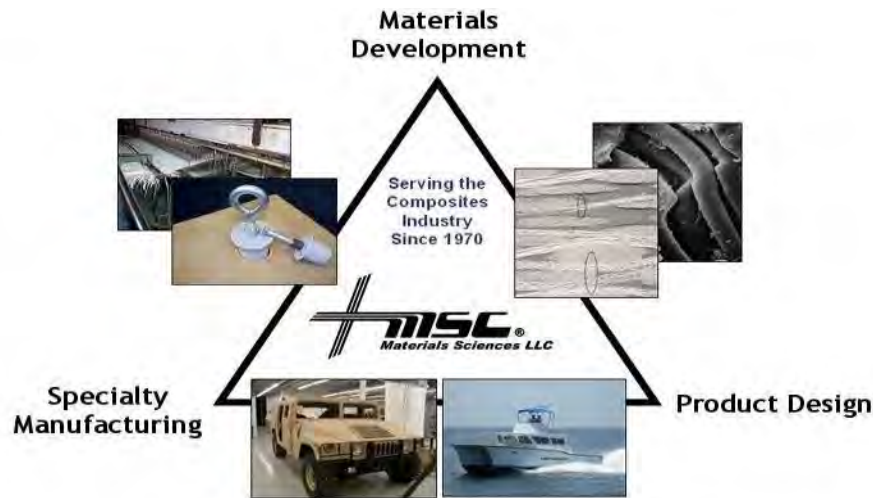 Materials
Development
Serving the
Composites
Industry
Since 1970
MSC®
Materials Sciences LLC
Specialty
Manufacturing
Product Design